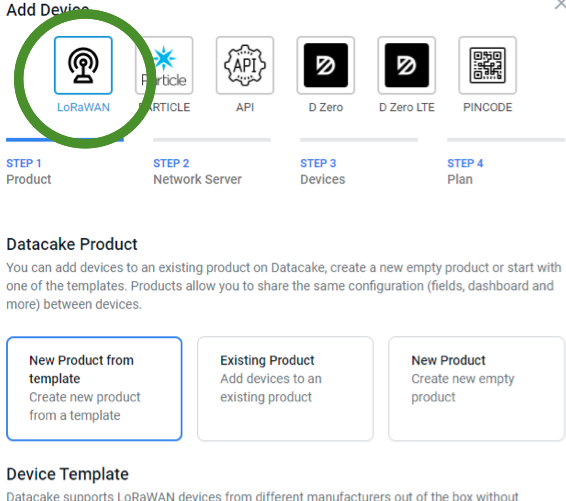 Add Device
LoRaWAN
Particle
PARTICLE
API
API
D Zero
D Zero LTE
PINCODE
STEP 1
Product
STEP 2
Network Server
STEP 3
Devices
STEP 4
Plan
Datacake Product
You can add devices to an existing product on Datacake, create a new empty product or start with
one of the templates. Products allow you to share the same configuration (fields, dashboard and
more) between devices.
New Product from
template
Create new product
from a template
Existing Product
Add devices to an
existing product
New Product
Create new empty
product
Device Template
Datacake supports LoRaWAN devices from different manufacturers out of the box without